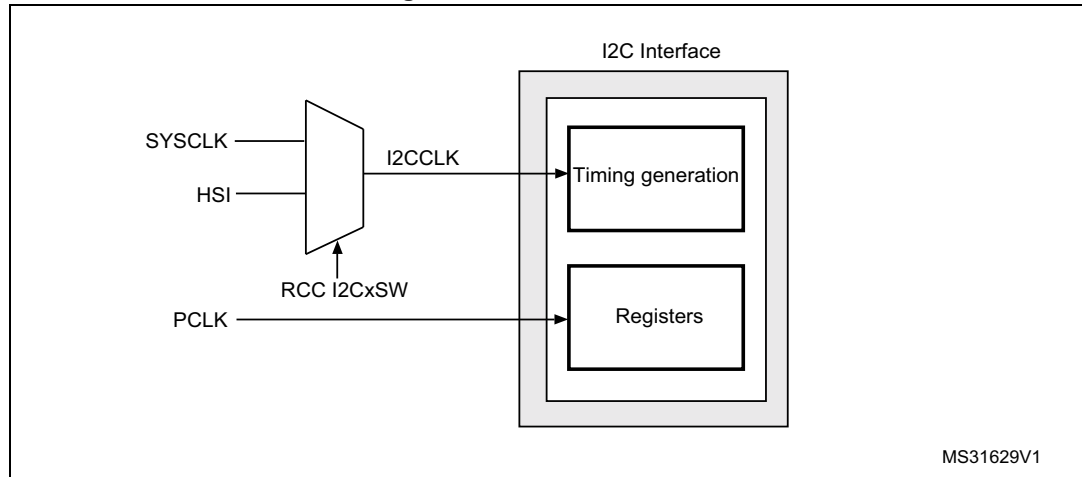 I2C Interface
SYSCLK
I2CCLK
Timing generation
HSI
RCC I2CxSW
PCLK
Registers
MS31629V1